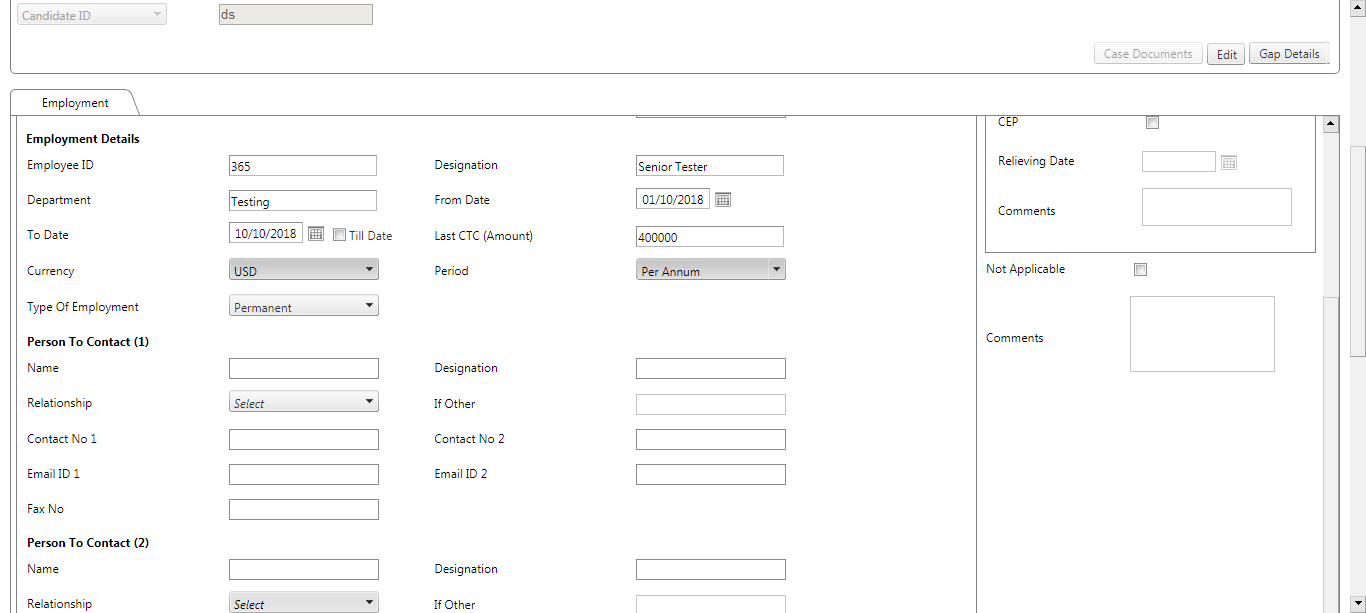 Candidate ID ds
Case Documents Edit Gap Details
Employment
Employment Details
CEP
Employee ID 365 Designation Senior Tester
Relieving Date
Department Testing From Date 01/10/2018
Comments
To Date 10/10/2018 Till Date Last CTC (Amount) 400000
Currency USD Period Per Annum
Not Applicable
Type Of Employment Permanent
Comments
Person To Contact (1)
Name Designation
Relationship Select If Other
Contact No 1 Contact No 2
Email ID 1 Email ID 2
Fax No
Person To Contact (2)
Name Designation
Relationship Select If Other